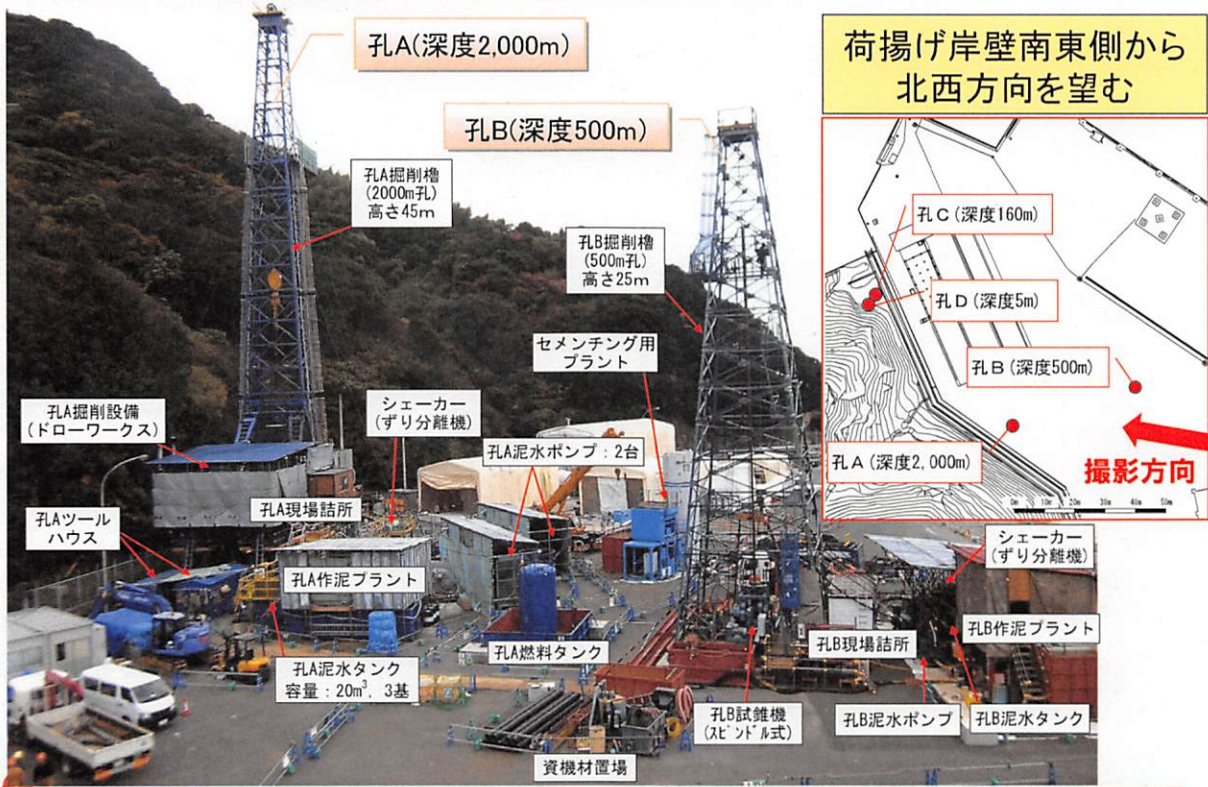 孔A(深度2,000m)
孔B(深度500m)
荷揚げ岸壁南東側から
北西方向を望む
孔A掘削櫓
(2000m孔)
高さ45m
孔B掘削櫓
(500m孔)
高さ25m
セメンチング用
プラント
孔A掘削設備
(ドローワークス)
シェーカー
(ずり分離機)
孔A泥水ポンプ：2台
孔A現場詰所
孔Aツール
ハウス
孔A作泥プラント
孔A泥水タンク
容量：20m³，3基
孔A燃料タンク
資機材置場
孔B試錐機
(スピンドル式)
孔B現場詰所
孔B泥水ポンプ
孔B泥水タンク
孔B作泥プラント
シェーカー
(ずり分離機)
孔C(深度160m)
孔D(深度5m)
孔B(深度500m)
孔A(深度2,000m)
撮影方向
0m 10m 20m 30m 40m 50m